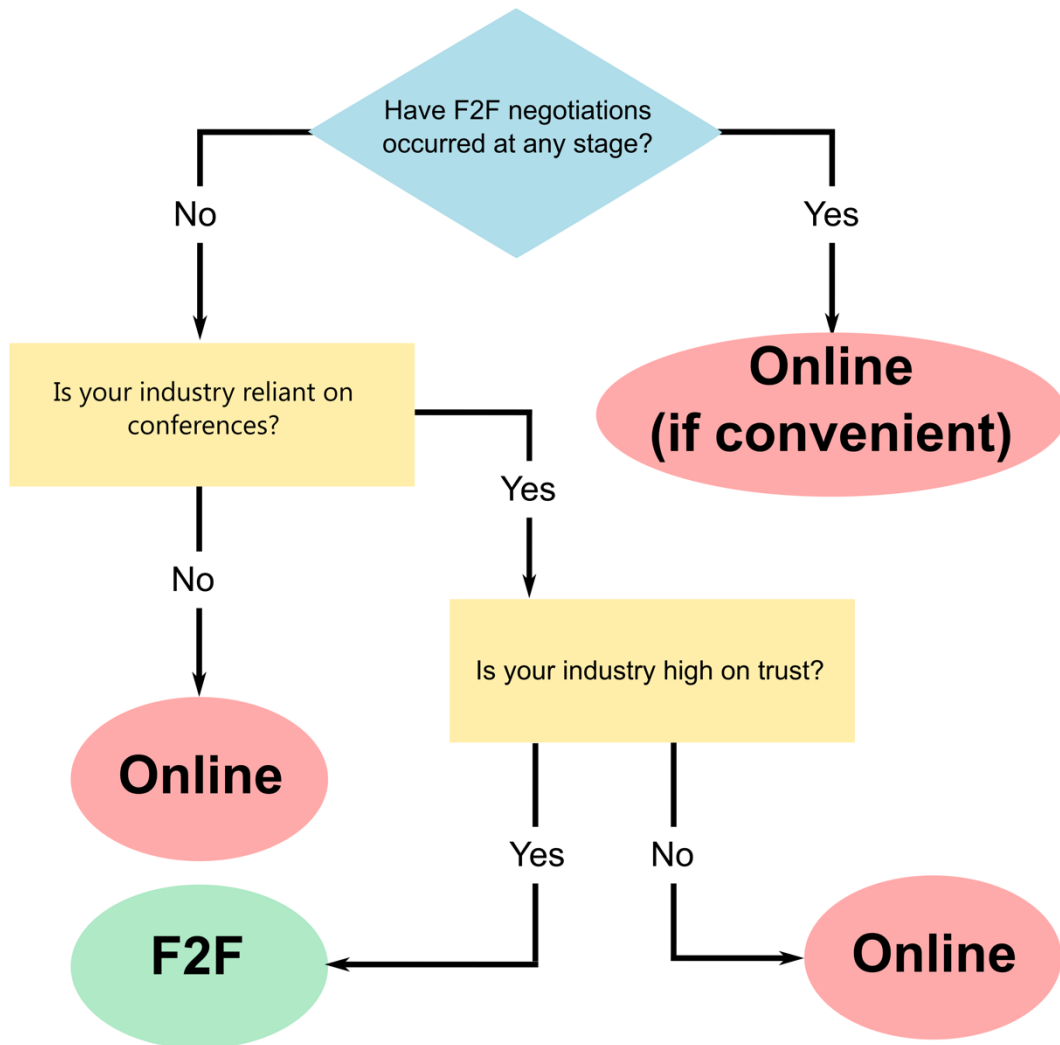 Have F2F negotiations
occurred at any stage?
No
Yes
Is your industry reliant on
conferences?
Online
(if convenient)
Yes
No
Is your industry high on trust?
Online
Yes
No
F2F
Online